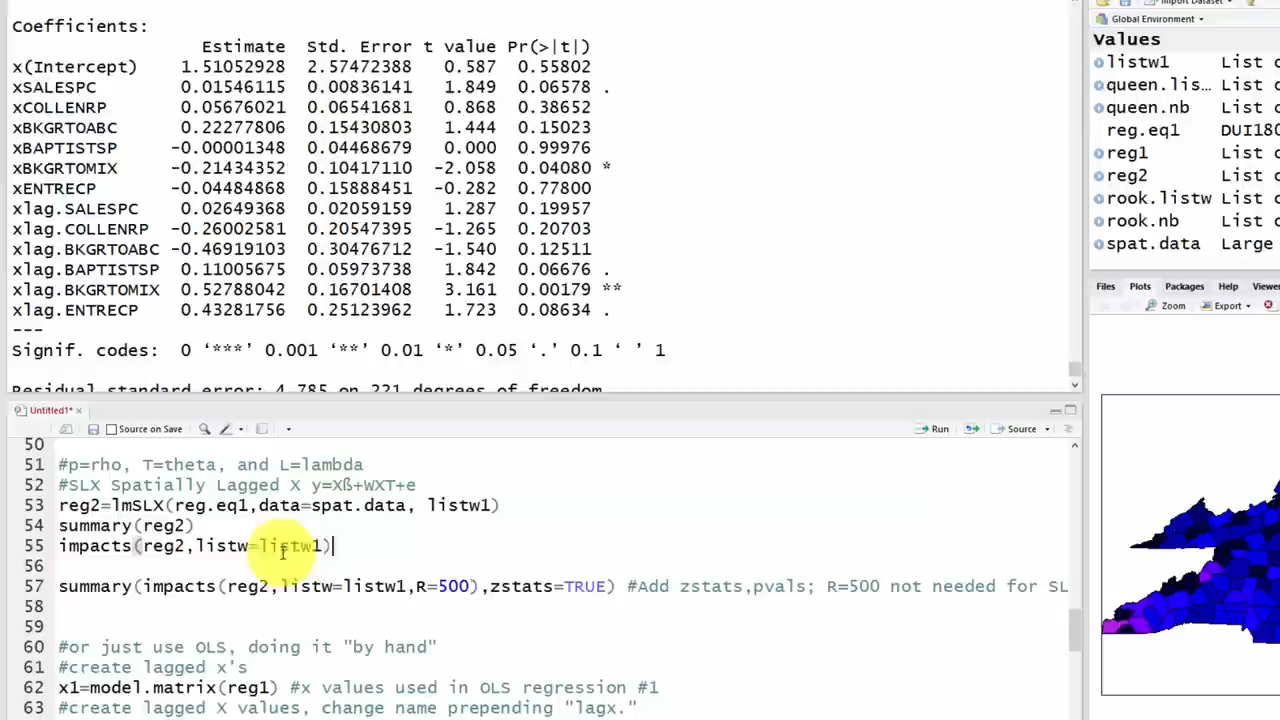 Coefficients:
Estimate Std. Error t value Pr(>|t|)
x(Intercept) 1.51052928 2.57472388 0.587 0.55802
xSALESPC 0.01546115 0.00836141 1.849 0.06578 .
xCOLLENRP 0.05676021 0.06541681 0.868 0.38652
xBKGRTOABC 0.22277806 0.15430803 1.444 0.15023
xBAPTISTSP -0.00001348 0.04468679 0.000 0.99976
xBKGRTOMIX -0.21434352 0.10417110 -2.058 0.04080 *
xENTRECP -0.04484868 0.15888451 -0.282 0.77800
xlag.SALESPC 0.02649368 0.02059159 1.287 0.19957
xlag.COLLENRP -0.26002581 0.20547395 -1.265 0.20703
xlag.BKGRTOABC -0.46919103 0.30476712 -1.540 0.12511
xlag.BAPTISTSP 0.11005675 0.05973738 1.842 0.06676 .
xlag.BKGRTOMIX 0.52788042 0.16701408 3.161 0.00179 **
xlag.ENTRECP 0.43281756 0.25123962 1.723 0.08634 .
---
Signif. codes: 0 ‘***’ 0.001 ‘**’ 0.01 ‘*’ 0.05 ‘.’ 0.1 ‘ ’ 1
Residual standard error: 4.785 on 221 degrees of freedom
Untitled1*
Source on Save
Run
Source
50
51 #p=rho, T=theta, and L=lambda
52 #SLX Spatially Lagged X y=Xß+WXT+e
53 reg2=lmSLX(reg.eq1,data=spat.data, listw1)
54 summary(reg2)
55 impacts(reg2,listw=listw1)
56
57 summary(impacts(reg2,listw=listw1,R=500),zstats=TRUE) #Add zstats,pvals; R=500 not needed for SL
58
59
60 #or just use OLS, doing it "by hand"
61 #create lagged x's
62 x1=model.matrix(reg1) #x values used in OLS regression #1
63 #create lagged X values, change name prepending "lagx."
Import Dataset
Global Environment
Values
listw1 List o
queen.lis… List o
queen.nb List o
reg.eq1 DUI180
reg1 List o
reg2 List o
rook.listw List o
rook.nb List o
spat.data Large
Files Plots Packages Help Viewer
Zoom Export